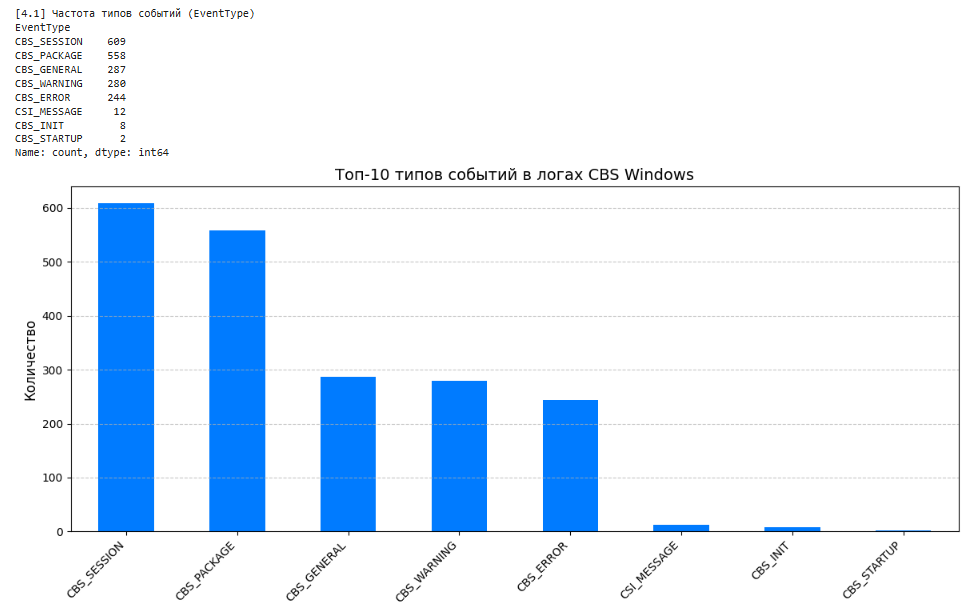 [4.1] Частота типов событий (EventType)
EventType
CBS_SESSION    609
CBS_PACKAGE    558
CBS_GENERAL    287
CBS_WARNING    280
CBS_ERROR      244
CSI_MESSAGE     12
CBS_INIT         8
CBS_STARTUP      2
Name: count, dtype: int64
Топ-10 типов событий в логах CBS Windows
Количество
600
500
400
300
200
100
0
CBS_SESSION
CBS_PACKAGE
CBS_GENERAL
CBS_WARNING
CBS_ERROR
CSI_MESSAGE
CBS_INIT
CBS_STARTUP